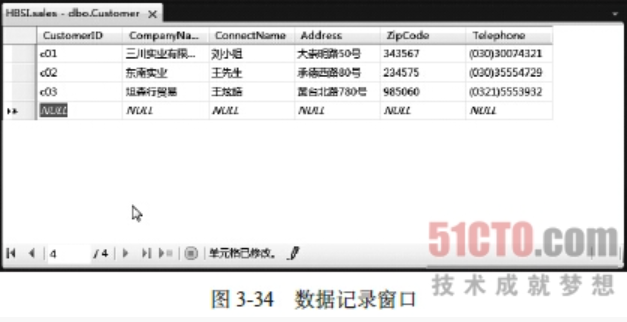 HBSI.sales - dbo.Customer
CustomerID CompanyNa... ConnectName Address ZipCode Telephone
c01 三川实业有限... 刘小姐 大崇明路50号 343567 (030)30074321
c02 东南实业 王先生 承德西路80号 234575 (030)35554729
c03 坦森行贸易 王炫皓 黄台北路780号 985060 (0321)5553932
NULL NULL NULL NULL NULL NULL
4 / 4 单元格已修改。
51CTO.com
技术成就梦想
图 3-34 数据记录窗口